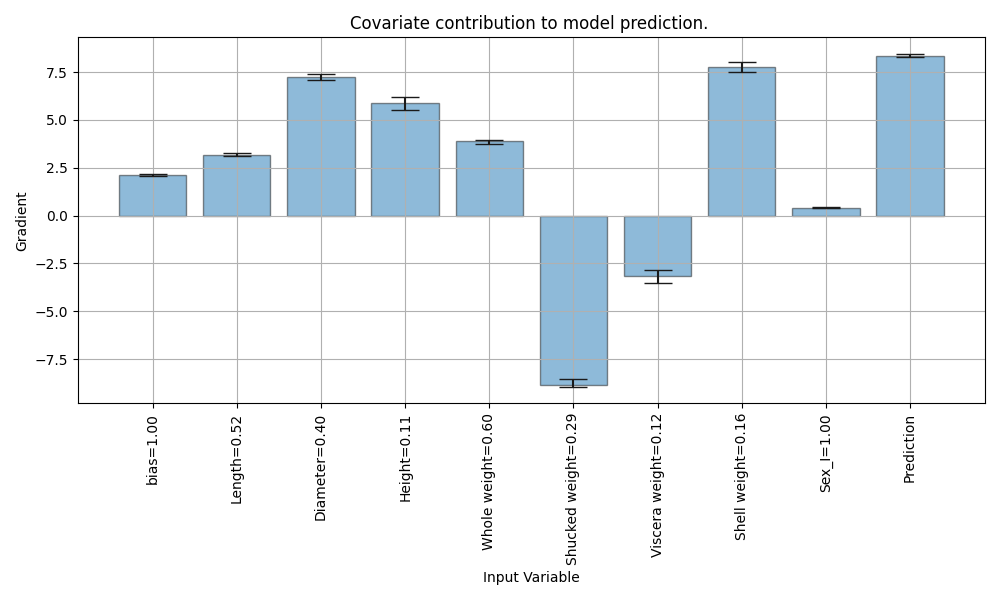 Covariate contribution to model prediction.
Gradient
7.5
5.0
2.5
0.0
−2.5
−5.0
−7.5
bias=1.00
Length=0.52
Diameter=0.40
Height=0.11
Whole weight=0.60
Shucked weight=0.29
Viscera weight=0.12
Shell weight=0.16
Sex_I=1.00
Prediction
Input Variable